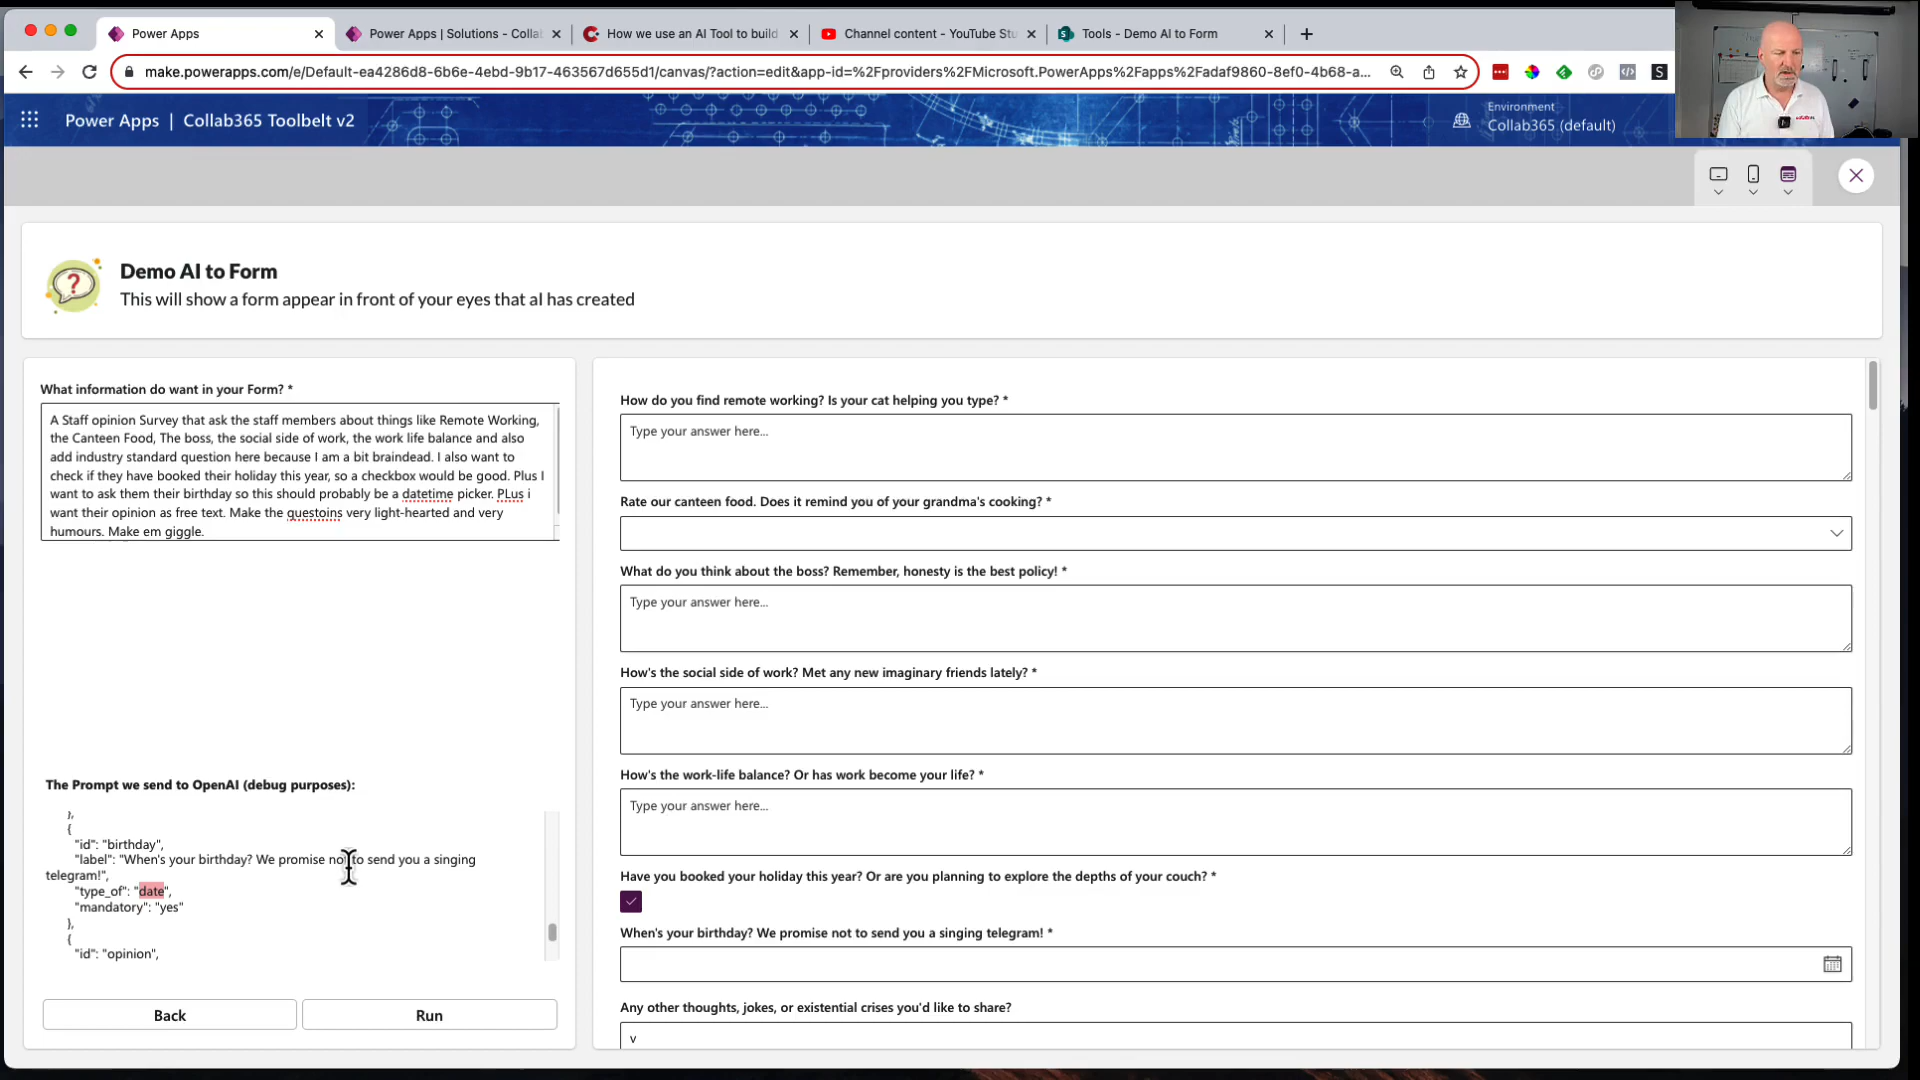 Power Apps
Power Apps | Solutions - Colla
How we use an AI Tool to build
Channel content - YouTube Stu
Tools - Demo AI to Form
make.powerapps.com/e/Default-ea4286d8-6b6e-4ebd-9b17-463567d655d1/canvas/?action=edit&app-id=%2Fproviders%2FMicrosoft.PowerApps%2Fapps%2Fadaf9860-8ef0-4b68-a...
S
Power Apps | Collab365 Toolbelt v2
Environment
Collab365 (default)
Demo AI to Form
This will show a form appear in front of your eyes that aI has created
What information do want in your Form? *
A Staff opinion Survey that ask the staff members about things like Remote Working,
the Canteen Food, The boss, the social side of work, the work life balance and also
add industry standard question here because I am a bit braindead. I also want to
check if they have booked their holiday this year, so a checkbox would be good. Plus I
want to ask them their birthday so this should probably be a datetime picker. PLus i
want their opinion as free text. Make the questoins very light-hearted and very
humours. Make em giggle.
The Prompt we send to OpenAI (debug purposes):
},
{
"id": "birthday",
"label": "When's your birthday? We promise not to send you a singing
telegram!",
"type_of": "date",
"mandatory": "yes"
},
{
"id": "opinion",
Back
Run
How do you find remote working? Is your cat helping you type? *
Type your answer here...
Rate our canteen food. Does it remind you of your grandma's cooking? *
What do you think about the boss? Remember, honesty is the best policy! *
Type your answer here...
How's the social side of work? Met any new imaginary friends lately? *
Type your answer here...
How's the work-life balance? Or has work become your life? *
Type your answer here...
Have you booked your holiday this year? Or are you planning to explore the depths of your couch? *
When's your birthday? We promise not to send you a singing telegram! *
Any other thoughts, jokes, or existential crises you'd like to share?
v